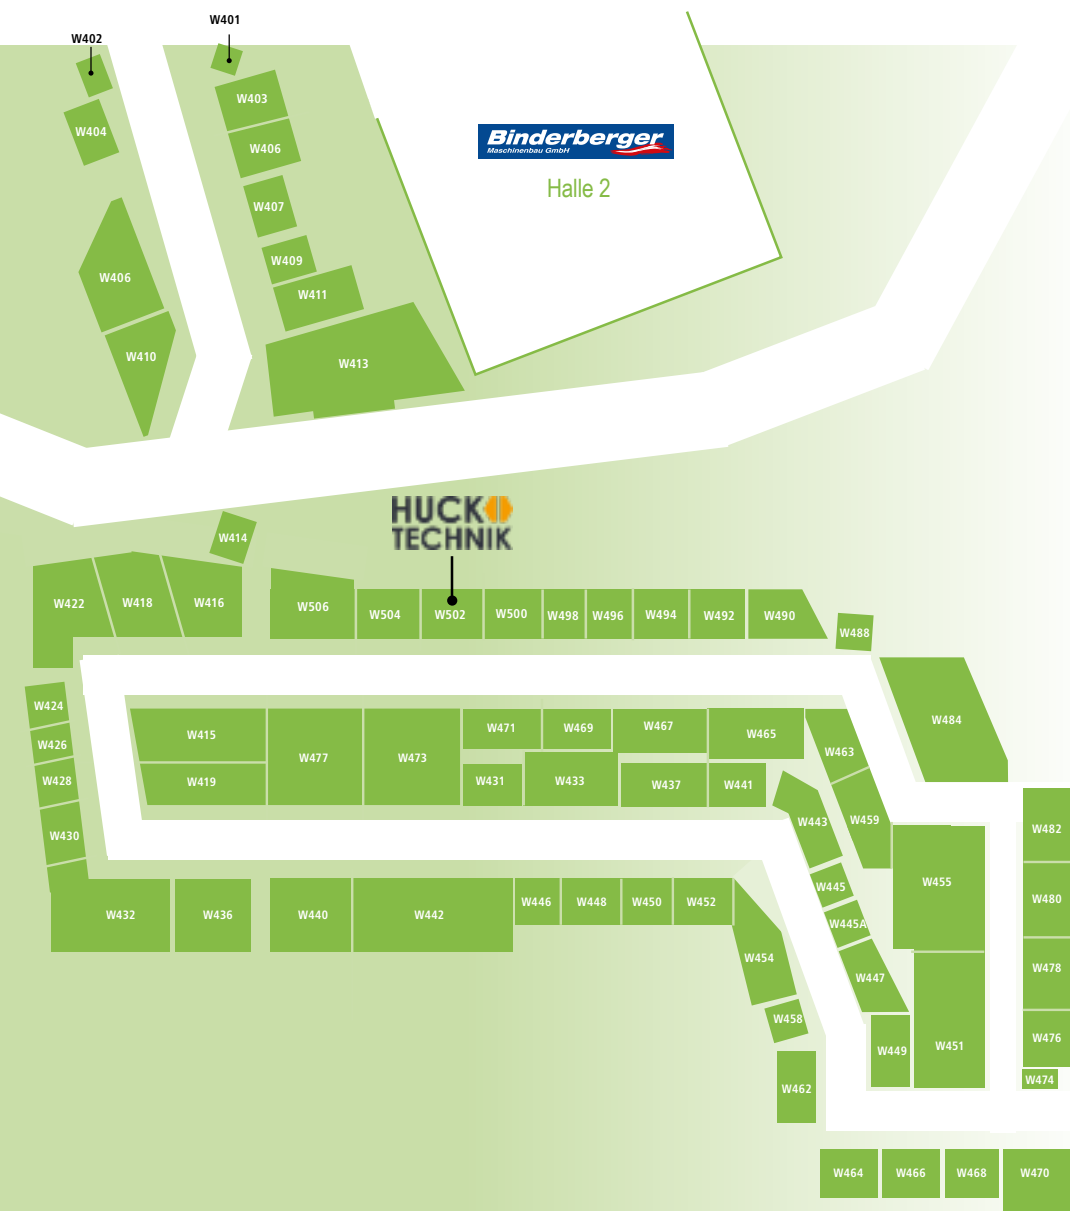 W401
W402
W403
W404
Binderberger
Maschinenbau GmbH
W406
Halle 2
W407
W409
W406
W411
W410
W413
HUCK
TECHNIK
W414
W422
W418
W416
W506
W504
W502
W500
W498
W496
W494
W492
W490
W488
W424
W426
W428
W430
W415
W419
W477
W473
W471
W469
W467
W465
W463
W484
W431
W433
W437
W441
W443
W459
W482
W455
W445
W480
W445A
W432
W436
W440
W442
W446
W448
W450
W452
W454
W447
W478
W458
W449
W451
W476
W474
W462
W464
W466
W468
W470